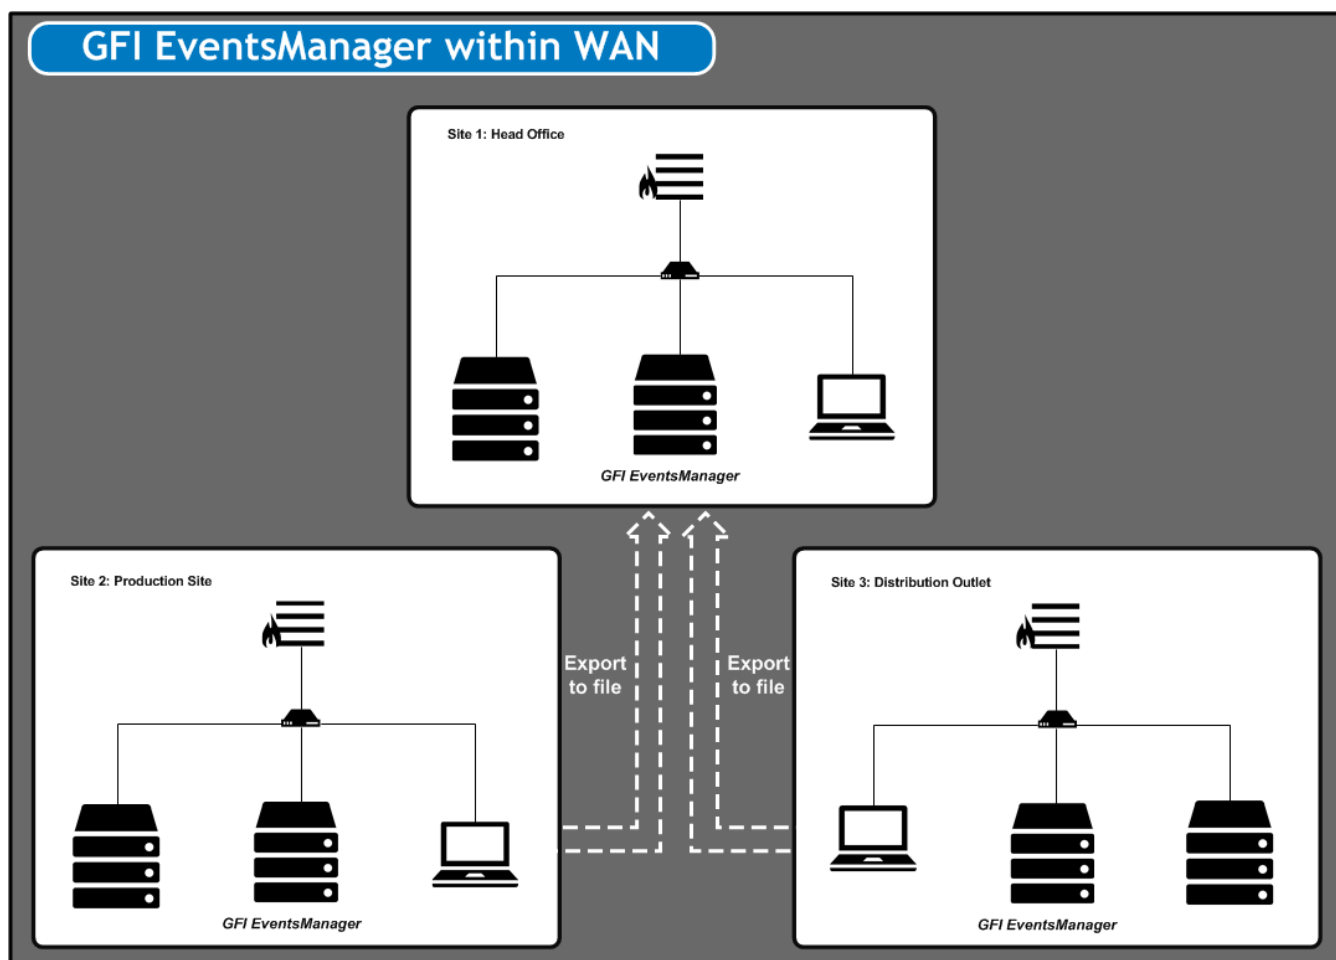 GFI EventsManager within WAN
Site 1: Head Office
GFI EventsManager
Site 2: Production Site
Export
to file
GFI EventsManager
Export
to file
Site 3: Distribution Outlet
GFI EventsManager